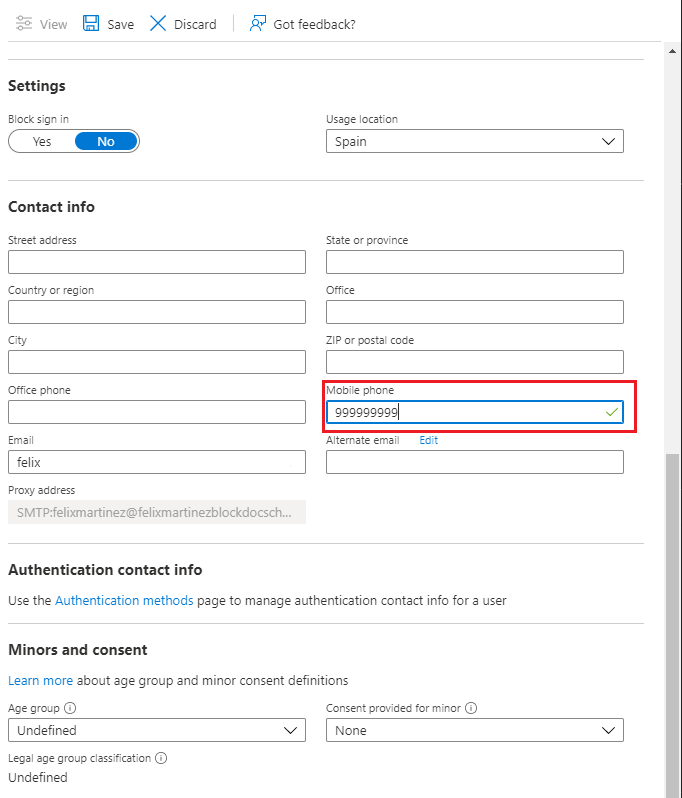 View Save Discard Got feedback?
Settings
Block sign in Usage location
Yes No Spain
Contact info
Street address State or province
Country or region Office
City ZIP or postal code
Office phone Mobile phone
999999999
Email Alternate email Edit
felix
Proxy address
SMTP:felixmartinez@felixmartinezblockdocsch...
Authentication contact info
Use the Authentication methods page to manage authentication contact info for a user
Minors and consent
Learn more about age group and minor consent definitions
Age group Consent provided for minor
Undefined None
Legal age group classification
Undefined